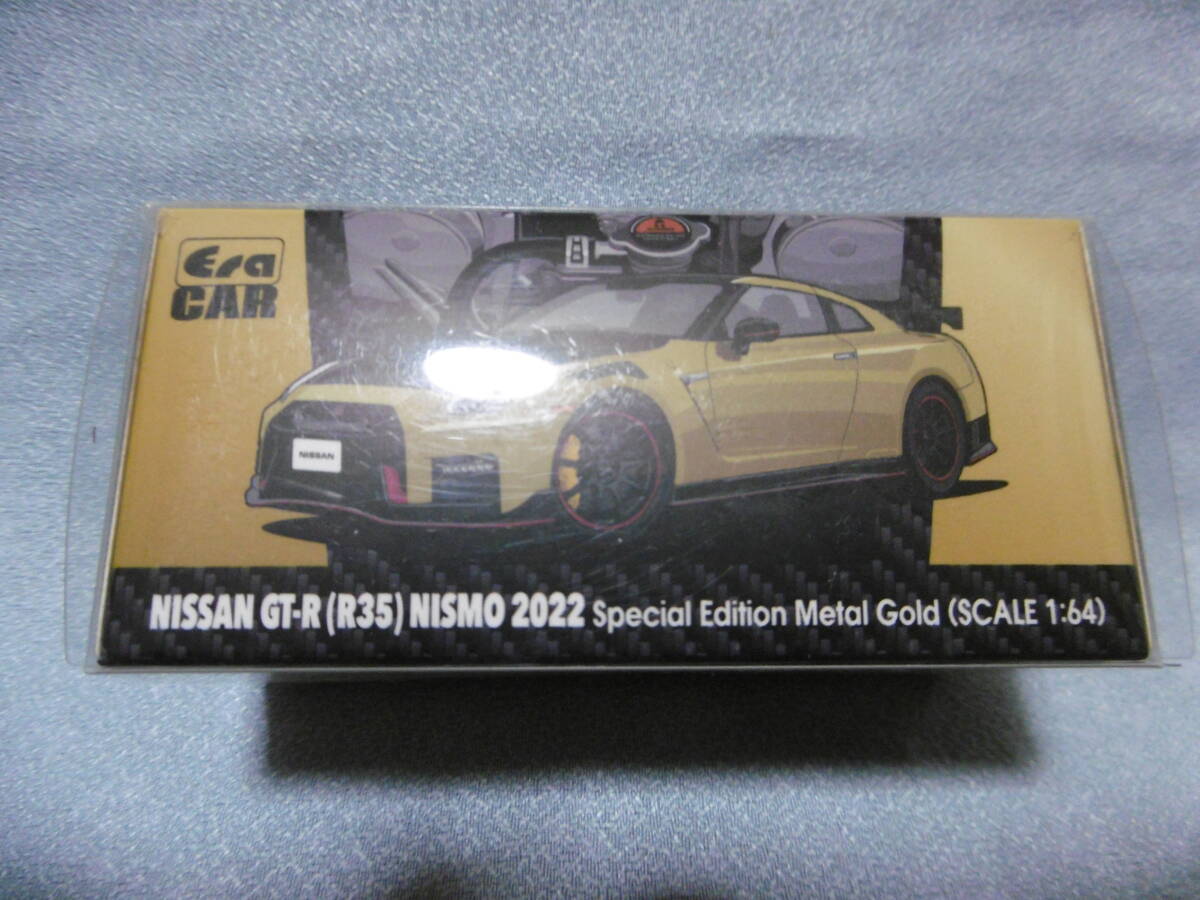 Era
CAR
NISSAN
NISSAN GT-R (R35) NISMO 2022 Special Edition Metal Gold (SCALE 1:64)